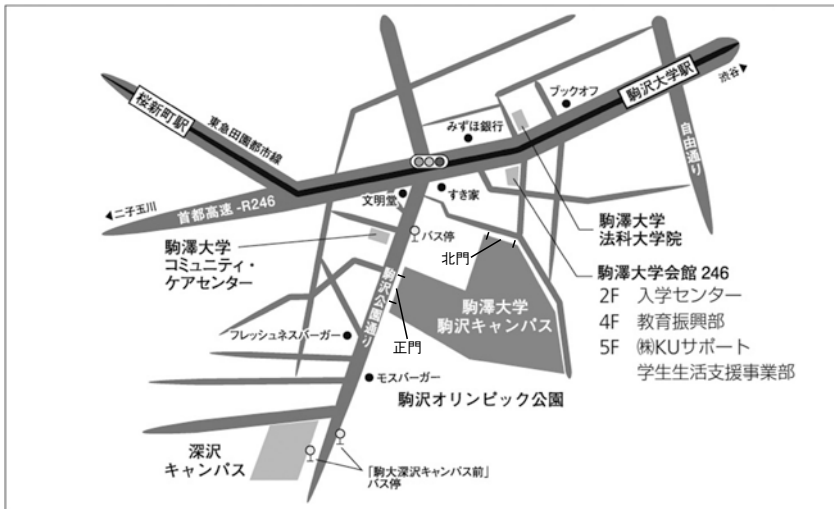 渋谷▶
駒沢大学駅
ブックオフ
桜新町駅
東急田園都市線
みずほ銀行
自由通り
◀二子玉川
首都高速-R246
文明堂
すき家
駒澤大学
法科大学院
バス停
駒澤大学
コミュニティ・
ケアセンター
北門
駒澤大学会館 246
2F 入学センター
4F 教育振興部
5F ㈱KUサポート
学生生活支援事業部
駒沢公園通り
駒澤大学
駒沢キャンパス
正門
フレッシュネスバーガー
モスバーガー
駒沢オリンピック公園
深沢
キャンパス
「駒大深沢キャンパス前」
バス停